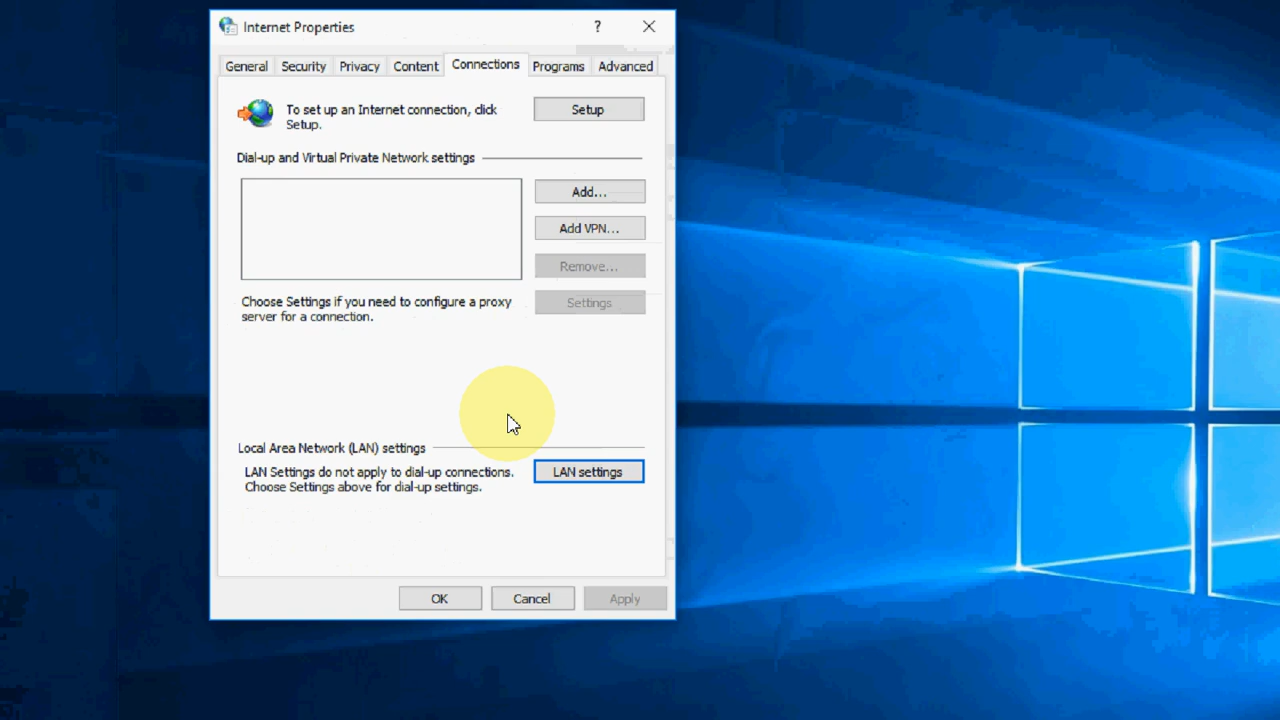 Internet Properties
?
General Security Privacy Content Connections Programs Advanced
To set up an Internet connection, click
Setup.
Setup
Dial-up and Virtual Private Network settings
Add...
Add VPN...
Remove...
Choose Settings if you need to configure a proxy
server for a connection.
Settings
Local Area Network (LAN) settings
LAN Settings do not apply to dial-up connections.
Choose Settings above for dial-up settings.
LAN settings
OK Cancel Apply